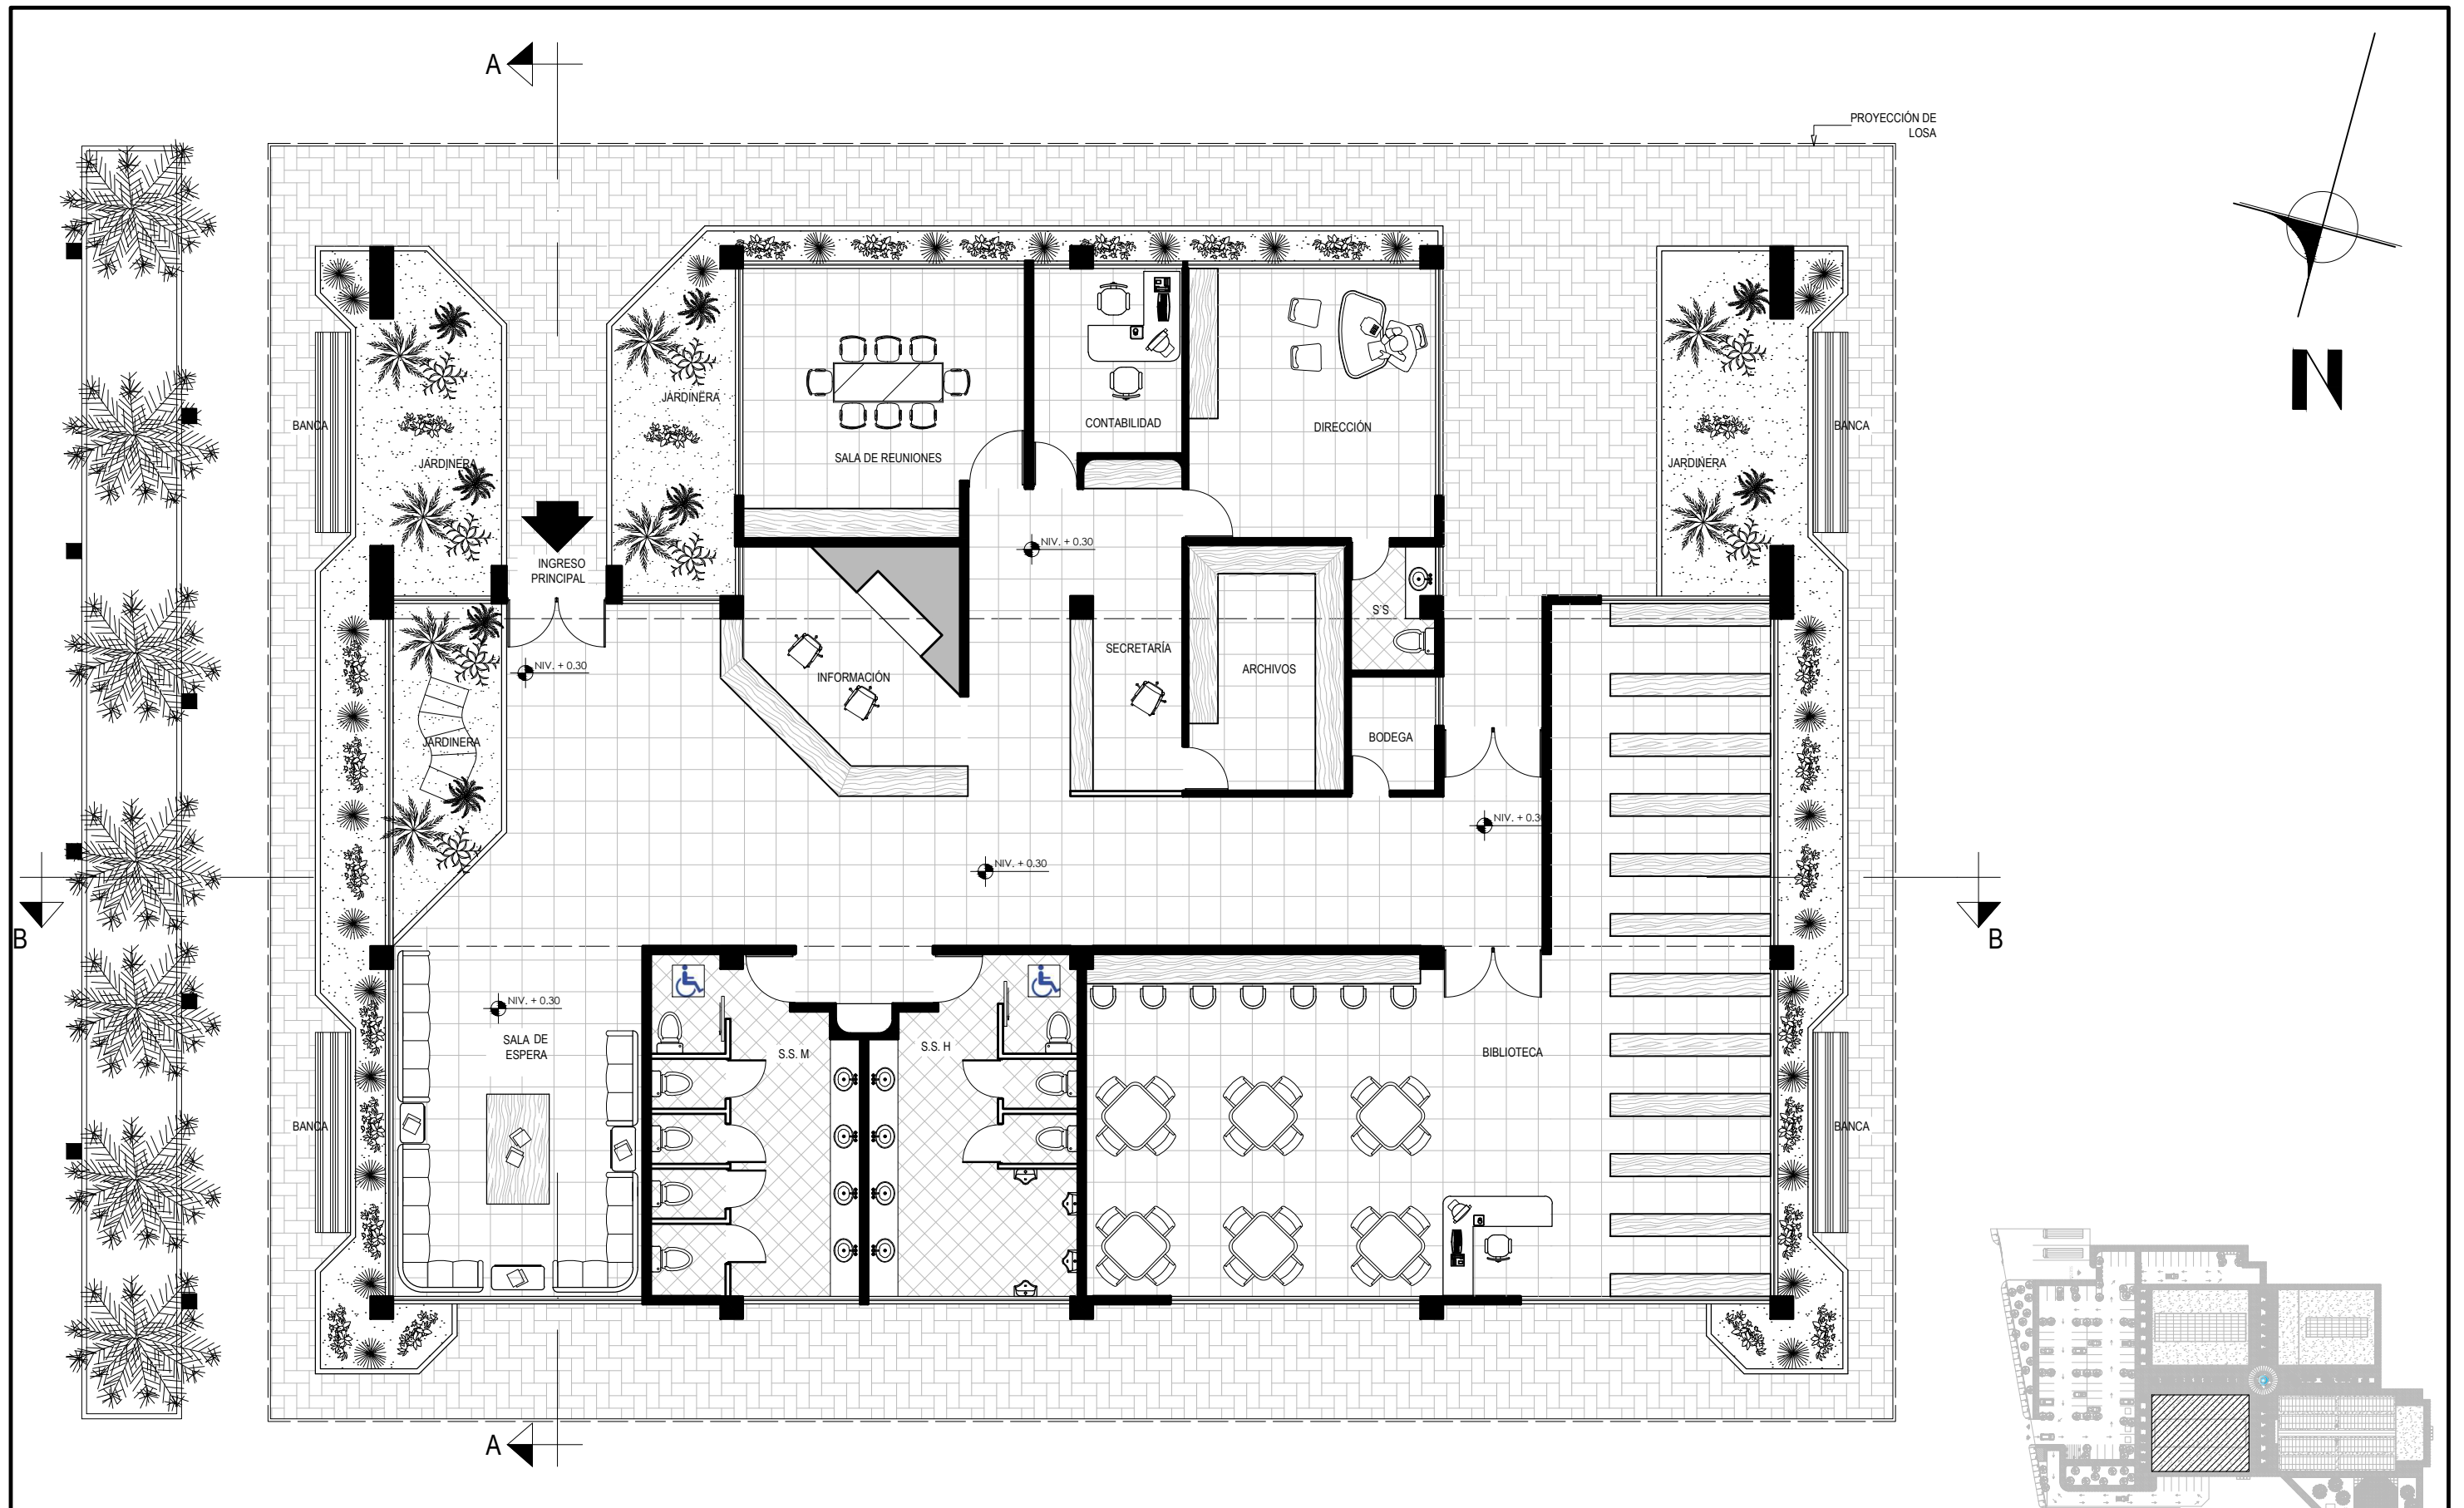 A
PROYECCIÓN DE
LOSA
N
BANCA
JARDINERA
JARDINERA
SALA DE REUNIONES
CONTABILIDAD
DIRECCIÓN
JARDINERA
BANCA
INGRESO
PRINCIPAL
NIV. + 0.30
S´S
NIV. + 0.30
INFORMACIÓN
SECRETARÍA
ARCHIVOS
JARDINERA
BODEGA
NIV. + 0.30
NIV. + 0.30
B
B
NIV. + 0.30
SALA DE
ESPERA
S.S. M
S.S. H
BIBLIOTECA
BANCA
BANCA
A